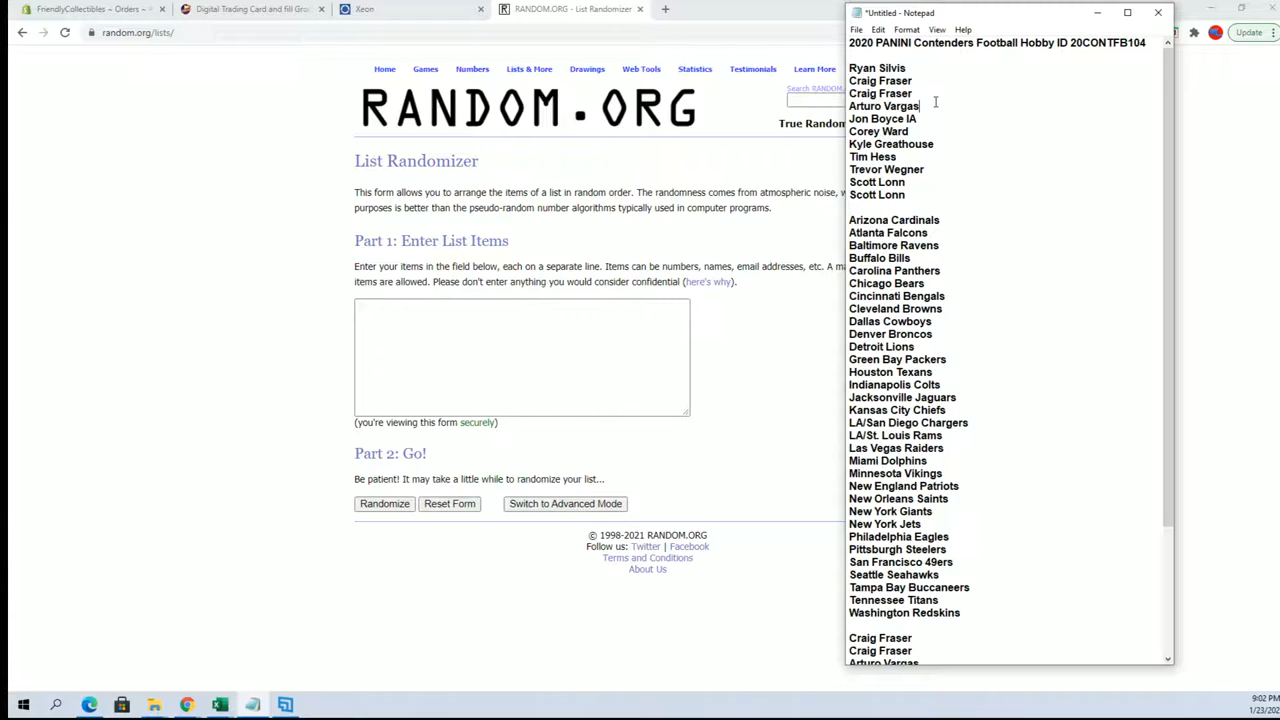 FriendlyCollectibles ~ Orders ~
Digital Trading Card and fill Gro
Xeon
RANDOM.ORG - List Randomizer
random.org/lists/
Update
Home Games Numbers Lists & More Drawings Web Tools Statistics Testimonials Learn More
Search RANDOM.
RANDOM.ORG
True Random
List Randomizer
This form allows you to arrange the items of a list in random order. The randomness comes from atmospheric noise,
purposes is better than the pseudo-random number algorithms typically used in computer programs.
Part 1: Enter List Items
Enter your items in the field below, each on a separate line. Items can be numbers, names, email addresses, etc. A
items are allowed. Please don't enter anything you would consider confidential (here's why).
(you're viewing this form securely)
Part 2: Go!
Be patient! It may take a little while to randomize your list...
Randomize Reset Form Switch to Advanced Mode
© 1998-2021 RANDOM.ORG
Follow us: Twitter | Facebook
Terms and Conditions
About Us
*Untitled - Notepad
File Edit Format View Help
2020 PANINI Contenders Football Hobby ID 20CONTFB104
Ryan Silvis
Craig Fraser
Craig Fraser
Arturo Vargas
Jon Boyce IA
Corey Ward
Kyle Greathouse
Tim Hess
Trevor Wegner
Scott Lonn
Scott Lonn
Arizona Cardinals
Atlanta Falcons
Baltimore Ravens
Buffalo Bills
Carolina Panthers
Chicago Bears
Cincinnati Bengals
Cleveland Browns
Dallas Cowboys
Denver Broncos
Detroit Lions
Green Bay Packers
Houston Texans
Indianapolis Colts
Jacksonville Jaguars
Kansas City Chiefs
LA/San Diego Chargers
LA/St. Louis Rams
Las Vegas Raiders
Miami Dolphins
Minnesota Vikings
New England Patriots
New Orleans Saints
New York Giants
New York Jets
Philadelphia Eagles
Pittsburgh Steelers
San Francisco 49ers
Seattle Seahawks
Tampa Bay Buccaneers
Tennessee Titans
Washington Redskins
Craig Fraser
Craig Fraser
Arturo Vargas
9:02 PM
1/23/202